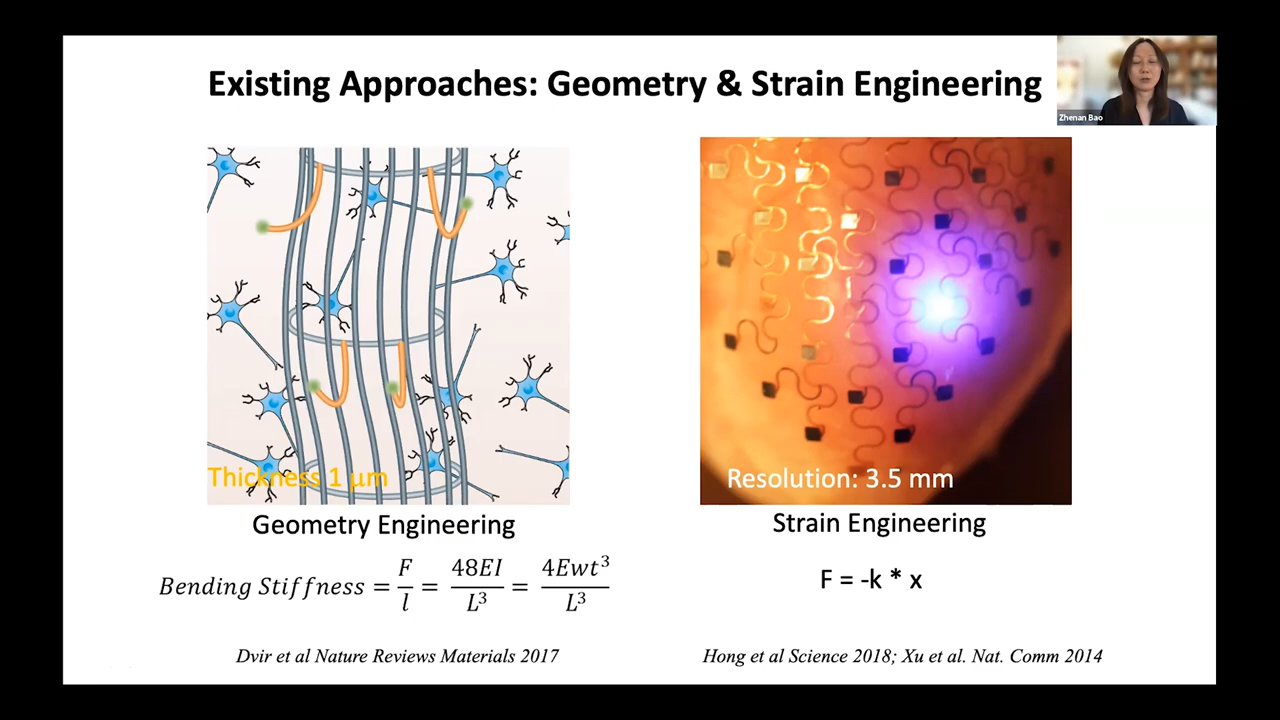 Existing Approaches: Geometry & Strain Engineering
Zhenan Bao
Thickness 1 μm
Resolution: 3.5 mm
Geometry Engineering
Strain Engineering
Bending Stiffness = F/l = 48EI/L³ = 4Ewt³/L³
F = -k * x
Dvir et al Nature Reviews Materials 2017
Hong et al Science 2018; Xu et al. Nat. Comm 2014